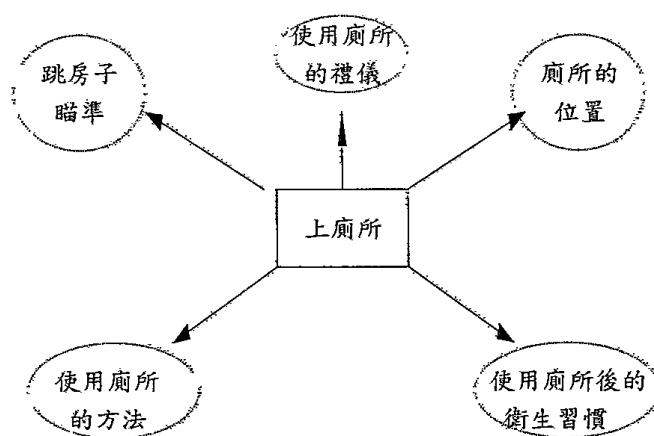 使用廁所
的禮儀
跳房子
瞄準
廁所的
位置
上廁所
使用廁所
的方法
使用廁所後的
衛生習慣